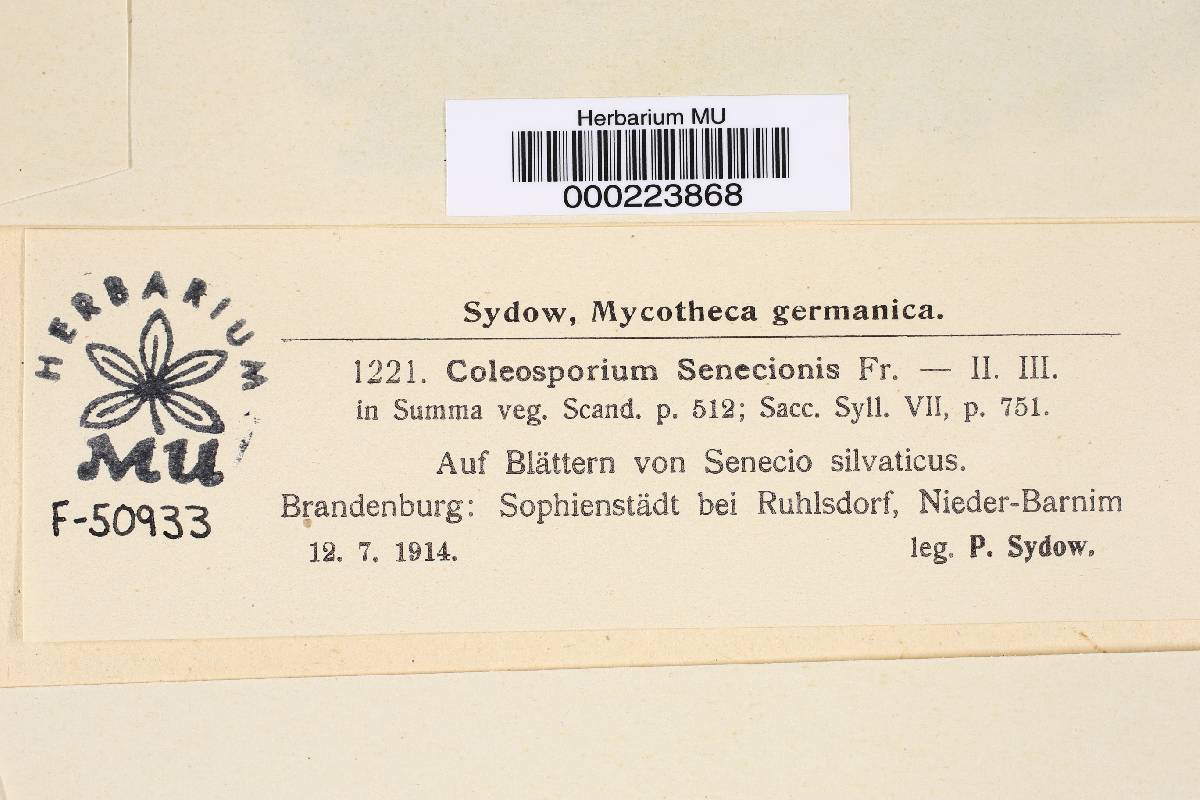 Herbarium MU
000223868
HERBARIUM
MU
F-50933
Sydow, Mycotheca germanica.
1221. Coleosporium Senecionis Fr. — II. III.
in Summa veg. Scand. p. 512; Sacc. Syll. VII, p. 751.
Auf Blättern von Senecio silvaticus.
Brandenburg: Sophienstädt bei Ruhlsdorf, Nieder-Barnim
12. 7. 1914. leg. P. Sydow.